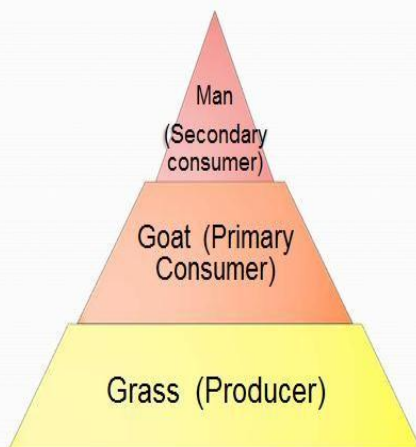 Man
(Secondary
consumer)
Goat (Primary
Consumer)
Grass (Producer)